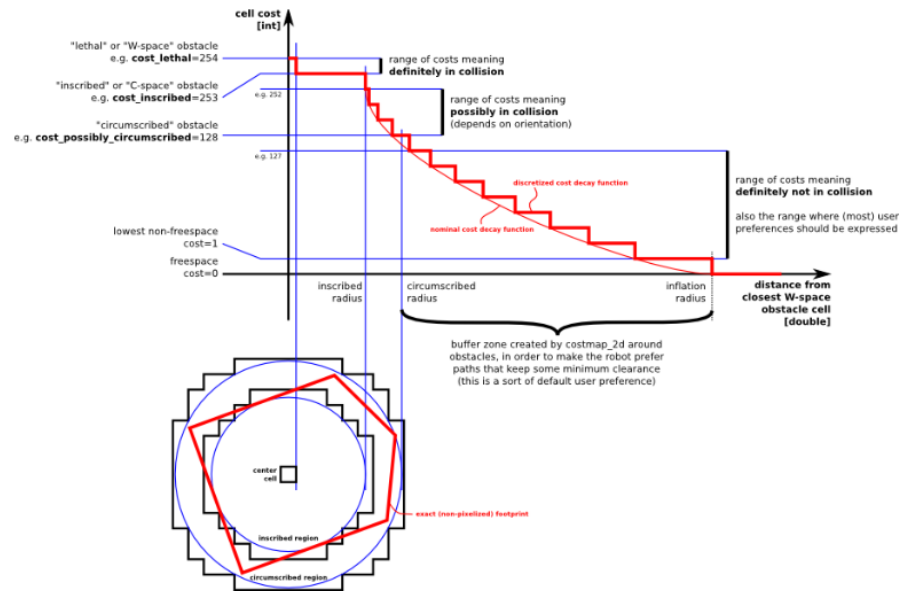 cell cost
[int]
"lethal" or "W-space" obstacle
e.g. cost_lethal=254
range of costs meaning
definitely in collision
"inscribed" or "C-space" obstacle
e.g. cost_inscribed=253
e.g. 252
range of costs meaning
possibly in collision
(depends on orientation)
"circumscribed" obstacle
e.g. cost_possibly_circumscribed=128
e.g. 127
range of costs meaning
definitely not in collision
also the range where (most) user
preferences should be expressed
discretized cost decay function
nominal cost decay function
lowest non-freespace
cost=1
freespace
cost=0
inscribed
radius
circumscribed
radius
inflation
radius
distance from
closest W-space
obstacle cell
[double]
buffer zone created by costmap_2d around
obstacles, in order to make the robot prefer
paths that keep some minimum clearance
(this is a sort of default user preference)
center
cell
exact (non-pixelized) footprint
inscribed region
circumscribed region